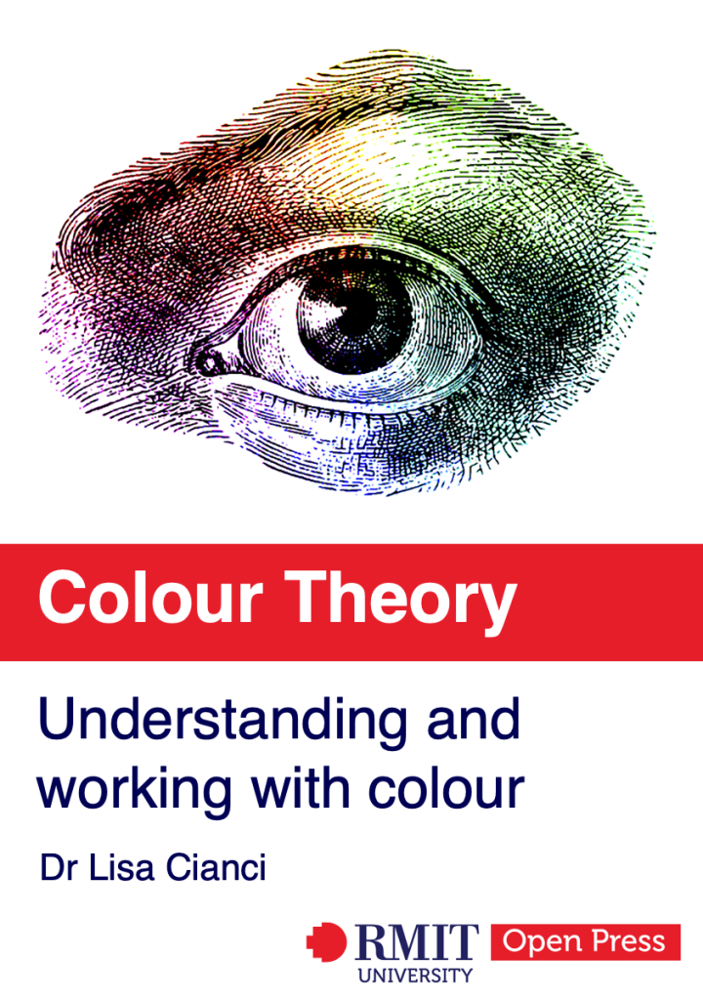 Colour Theory
Understanding and
working with colour
Dr Lisa Cianci
RMIT
UNIVERSITY
Open Press